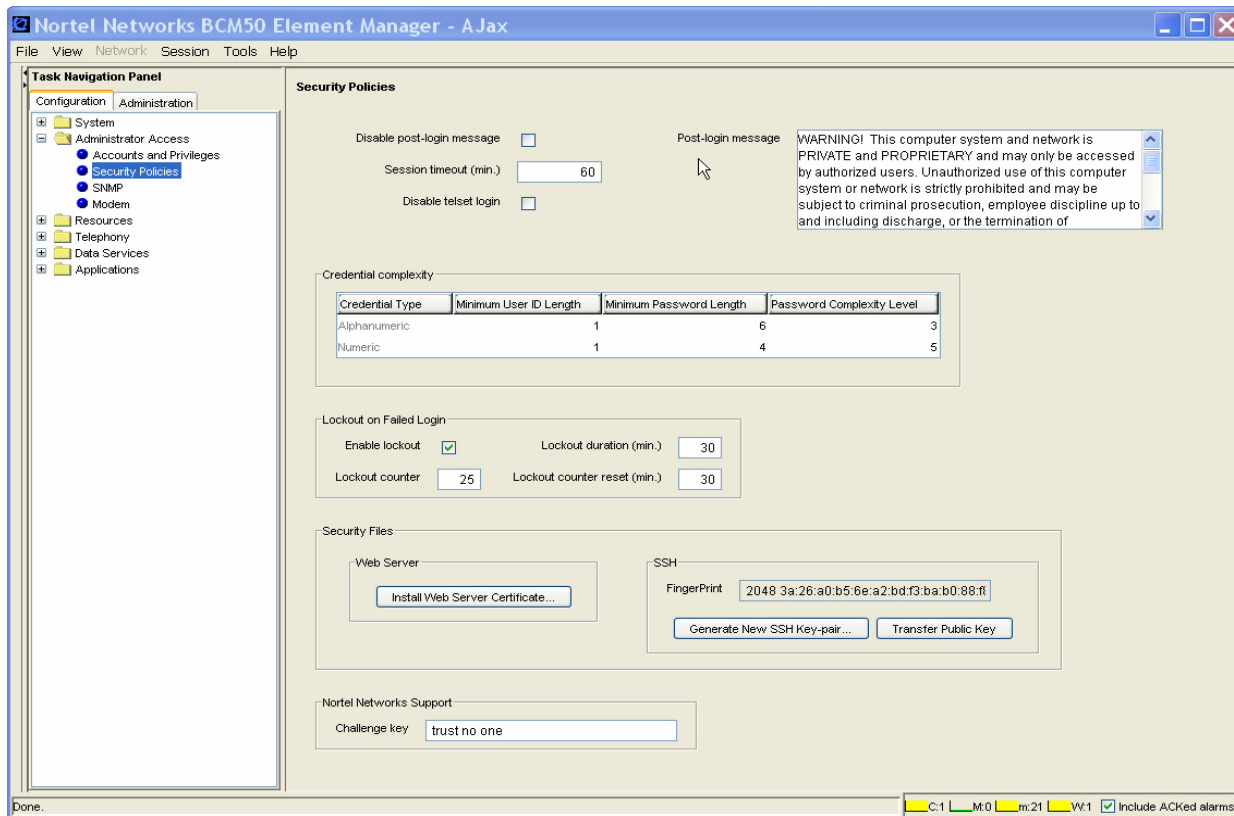 Nortel Networks BCM50 Element Manager - AJax
File View Network Session Tools Help
Task Navigation Panel
Configuration Administration
System
Administrator Access
Accounts and Privileges
Security Policies
SNMP
Modem
Resources
Telephony
Data Services
Applications
Security Policies
Disable post-login message
Session timeout (min.) 60
Disable telset login
Post-login message
WARNING! This computer system and network is
PRIVATE and PROPRIETARY and may only be accessed
by authorized users. Unauthorized use of this computer
system or network is strictly prohibited and may be
subject to criminal prosecution, employee discipline up to
and including discharge, or the termination of
Credential complexity
Credential Type Minimum User ID Length Minimum Password Length Password Complexity Level
Alphanumeric 1 6 3
Numeric 1 4 5
Lockout on Failed Login
Enable lockout Lockout duration (min.) 30
Lockout counter 25 Lockout counter reset (min.) 30
Security Files
Web Server
Install Web Server Certificate...
SSH
FingerPrint 2048 3a:26:a0:b5:6e:a2:bd:f3:ba:b0:88:
Generate New SSH Key-pair... Transfer Public Key
Nortel Networks Support
Challenge key trust no one
Done.
C:1 M:0 m:21 W:1 Include ACKed alarms